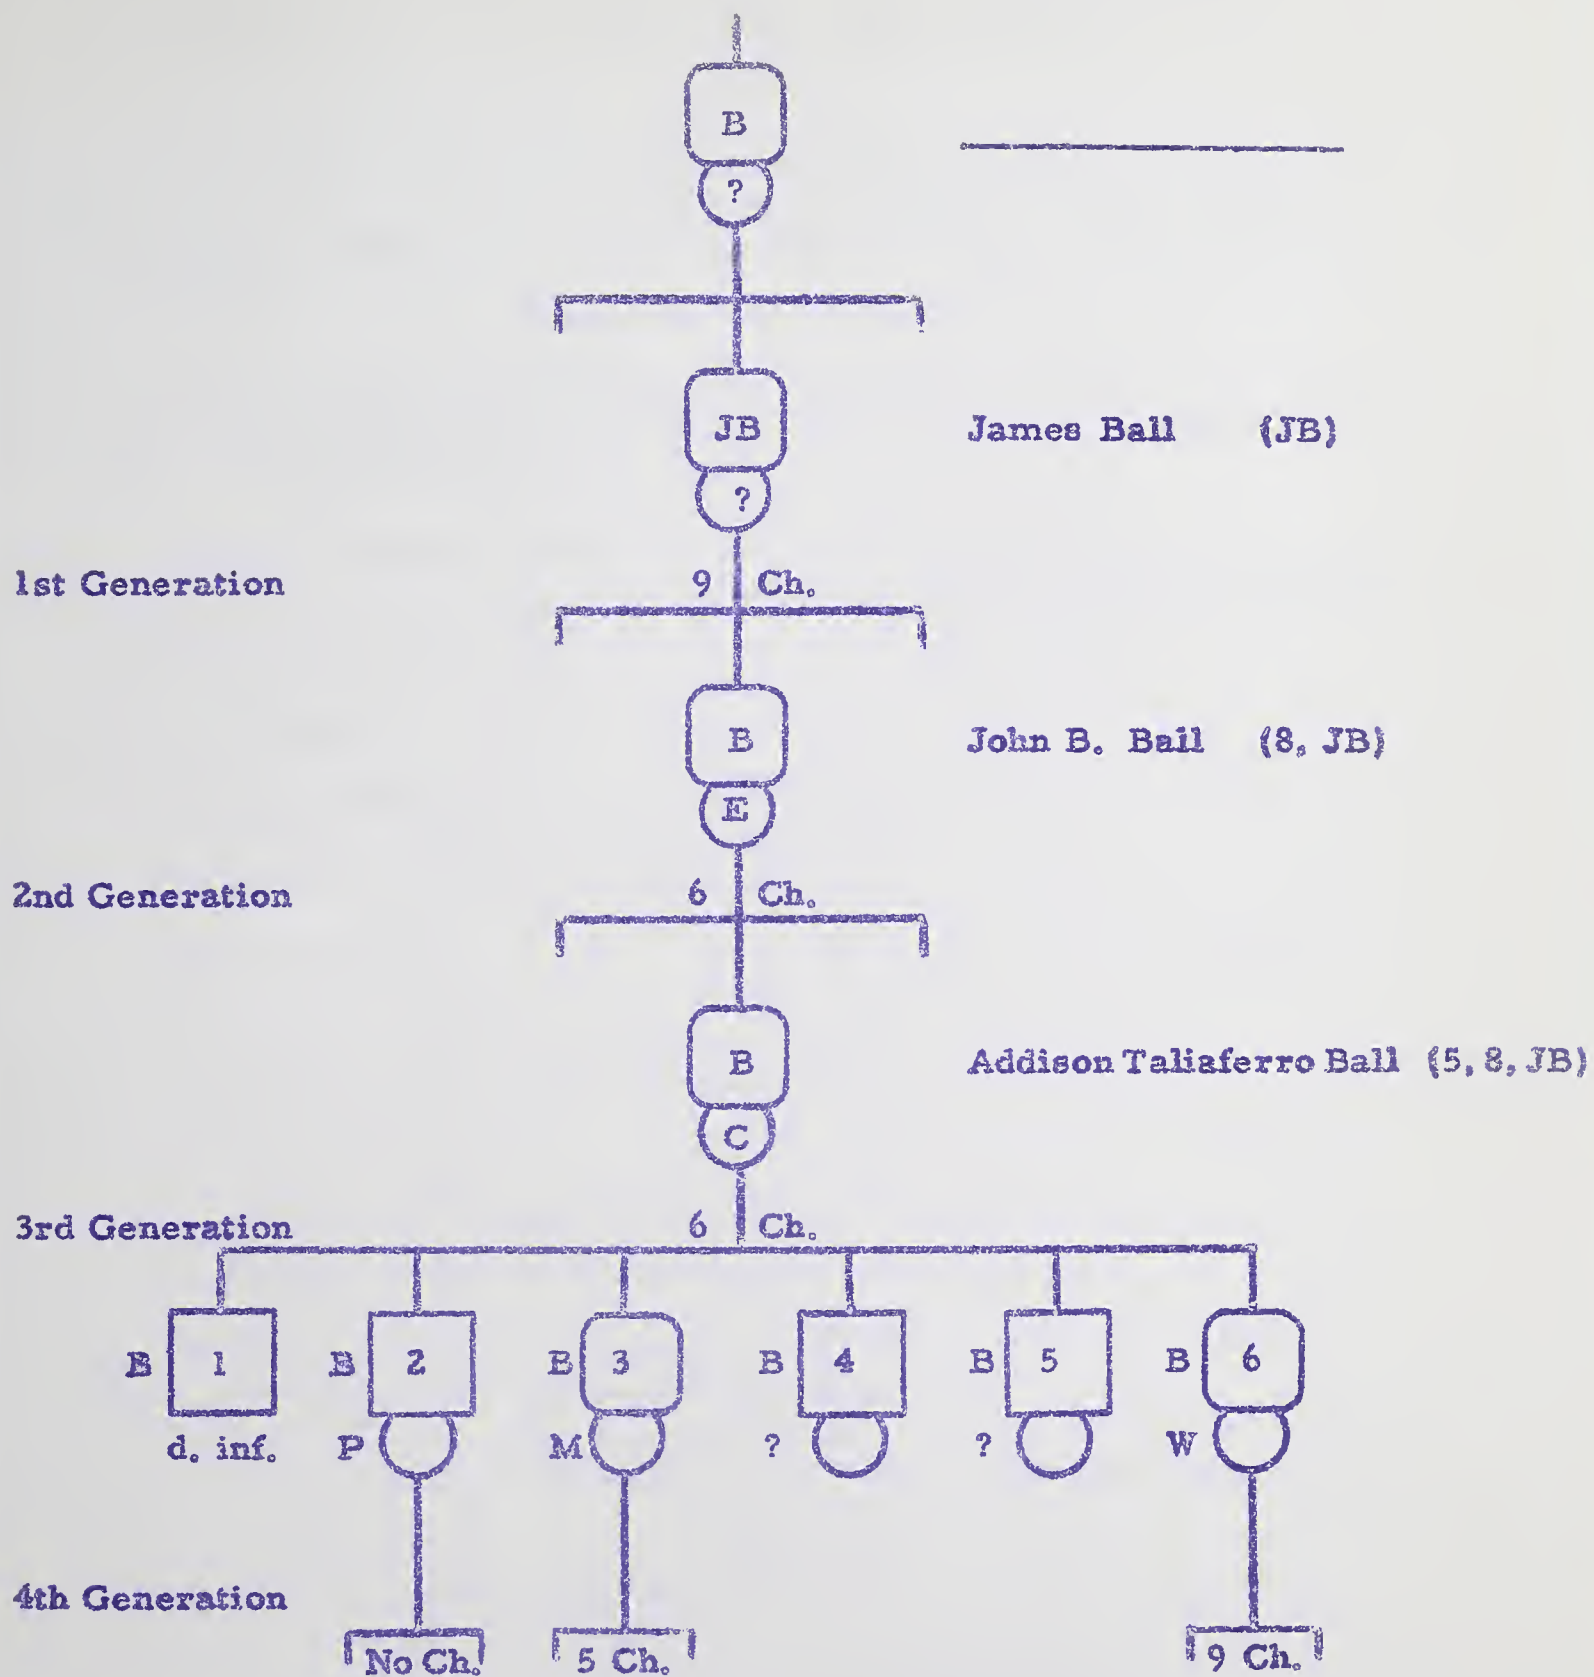 B
?
JB James Ball (JB)
?
1st Generation 9 Ch.
B John B. Ball (8, JB)
E
2nd Generation 6 Ch.
B Addison Taliaferro Ball (5, 8, JB)
C
3rd Generation 6 Ch.
B 1 B 2 B 3 B 4 B 5 B 6
d. inf. P M ? ? W
4th Generation
No Ch. 5 Ch. 9 Ch.